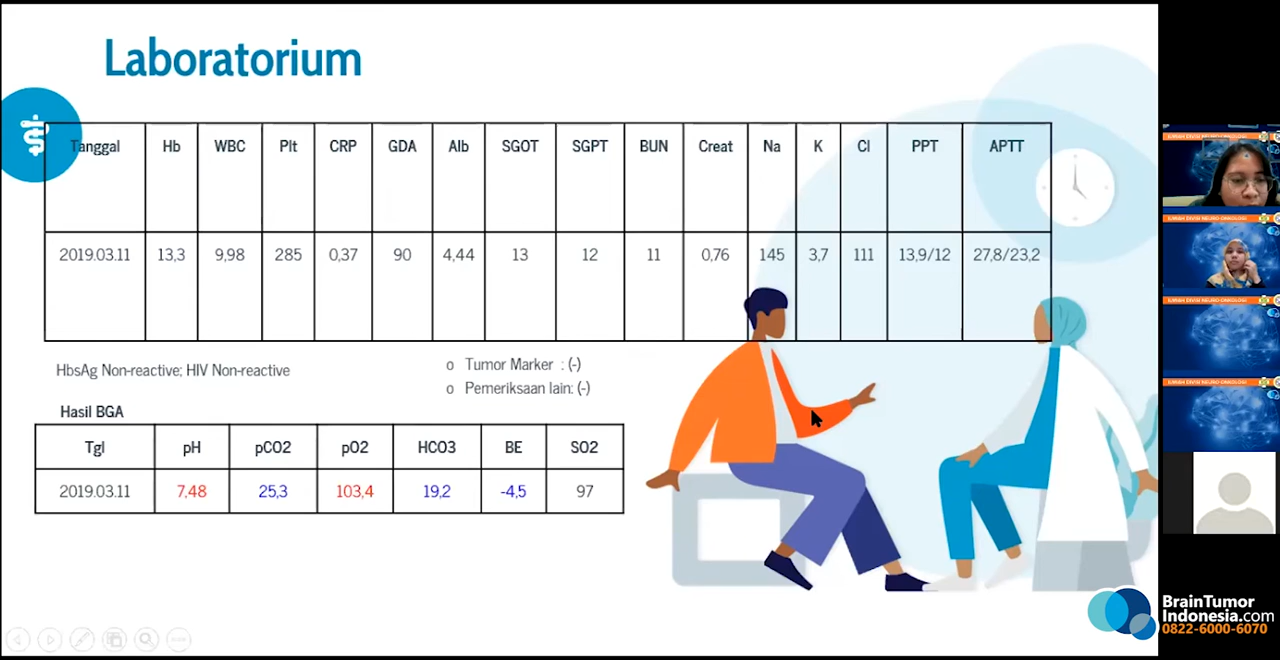 Laboratorium
Tanggal Hb WBC Plt CRP GDA Alb SGOT SGPT BUN Creat Na K Cl PPT APTT
2019.03.11 13,3 9,98 285 0,37 90 4,44 13 12 11 0,76 145 3,7 111 13,9/12 27,8/23,2
HbsAg Non-reactive; HIV Non-reactive
o Tumor Marker : (-)
o Pemeriksaan lain: (-)
Hasil BGA
Tgl pH pCO2 pO2 HCO3 BE SO2
2019.03.11 7,48 25,3 103,4 19,2 -4,5 97
BrainTumor
Indonesia.com
0822-6000-6070